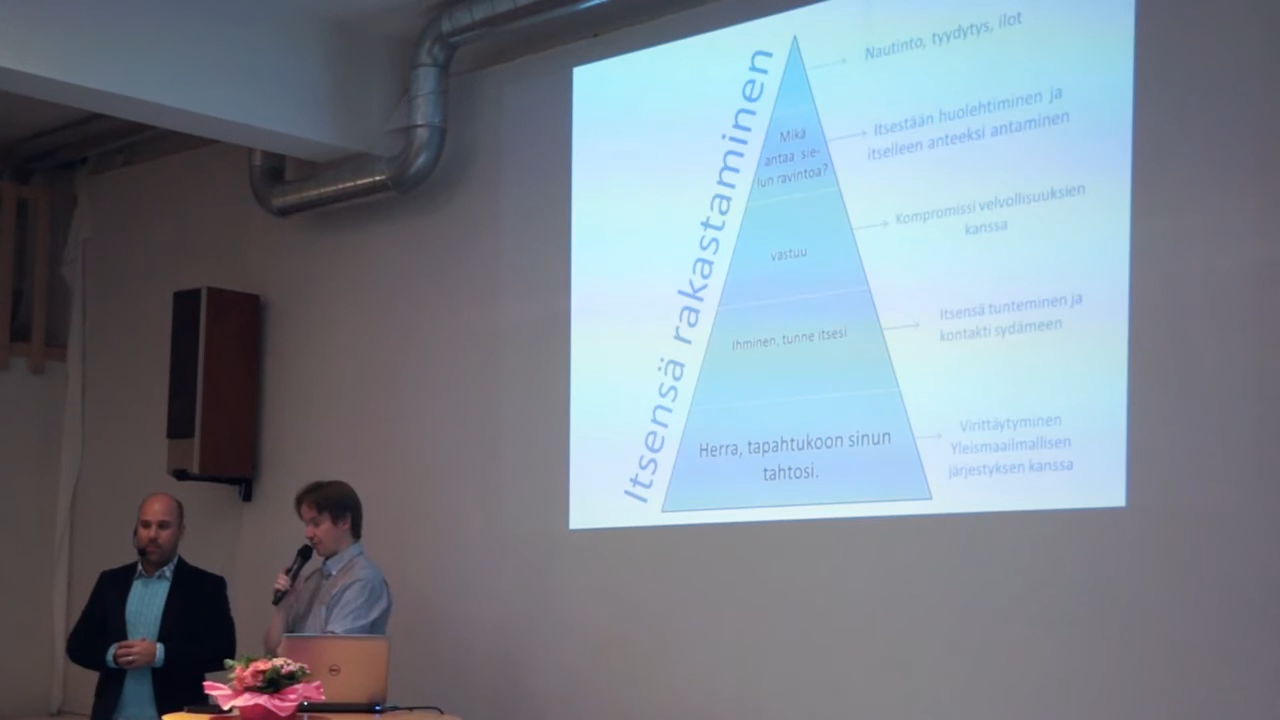 Itsensä rakastaminen
Nautinto, tyydytys, ilot
Mikä
antaa sie-
lun ravintoa?
Itsestään huolehtiminen ja
itselleen anteeksi antaminen
vastuu
Kompromissi velvollisuuksien
kanssa
Ihminen, tunne itsesi
Itsensä tunteminen ja
kontakti sydämeen
Herra, tapahtukoon sinun
tahtosi.
Virittäytyminen
Yleismaailmallisen
järjestyksen kanssa
DELL